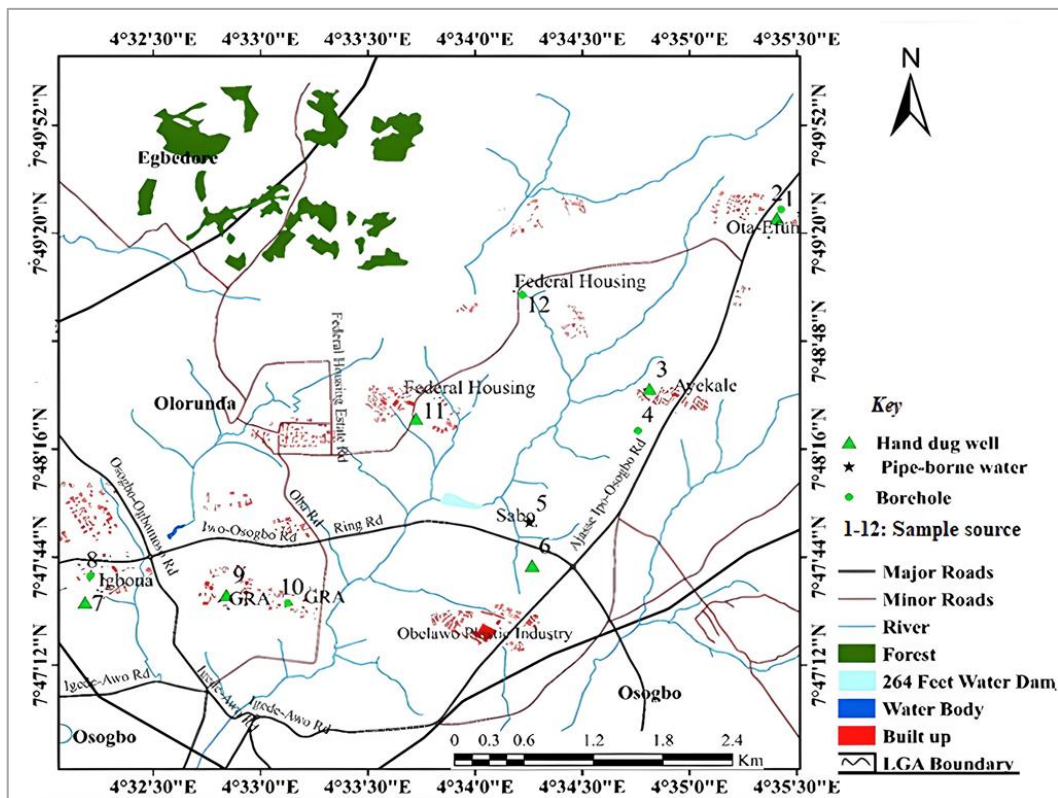 4°32'30"E 4°33'0"E 4°33'30"E 4°34'0"E 4°34'30"E 4°35'0"E 4°35'30"E
N
7°49'52"N
7°49'52"N
Egbedore
2
1
7°49'20"N
Ota-Efun
7°49'20"N
Federal Housing
12
7°48'48"N
7°48'48"N
Federal Housing Estate Rd
3
Ayekale
Federal Housing
Olorunda
11
4
Key
Hand dug well
7°48'16"N
7°48'16"N
Pipe-borne water
Osogbo-Ogbomoso Rd
Oba Rd
5
Borehole
Sabo
Ajasse Ipo-Osogbo Rd
1-12: Sample source
Iwo-Osogbo Rd
Ring Rd
7°47'44"N
8
6
7°47'44"N
Igbona
Major Roads
9
10
7
GRA
GRA
Minor Roads
River
Obelawo Plastic Industry
Forest
7°47'12"N
Igede-Awo Rd
Igede-Awo Rd
7°47'12"N
264 Feet Water Dam
Osogbo
Igede-Awo Rd
Water Body
Osogbo
Built up
0 0.3 0.6 1.2 1.8 2.4
Km
LGA Boundary
4°32'30"E 4°33'0"E 4°33'30"E 4°34'0"E 4°34'30"E 4°35'0"E 4°35'30"E